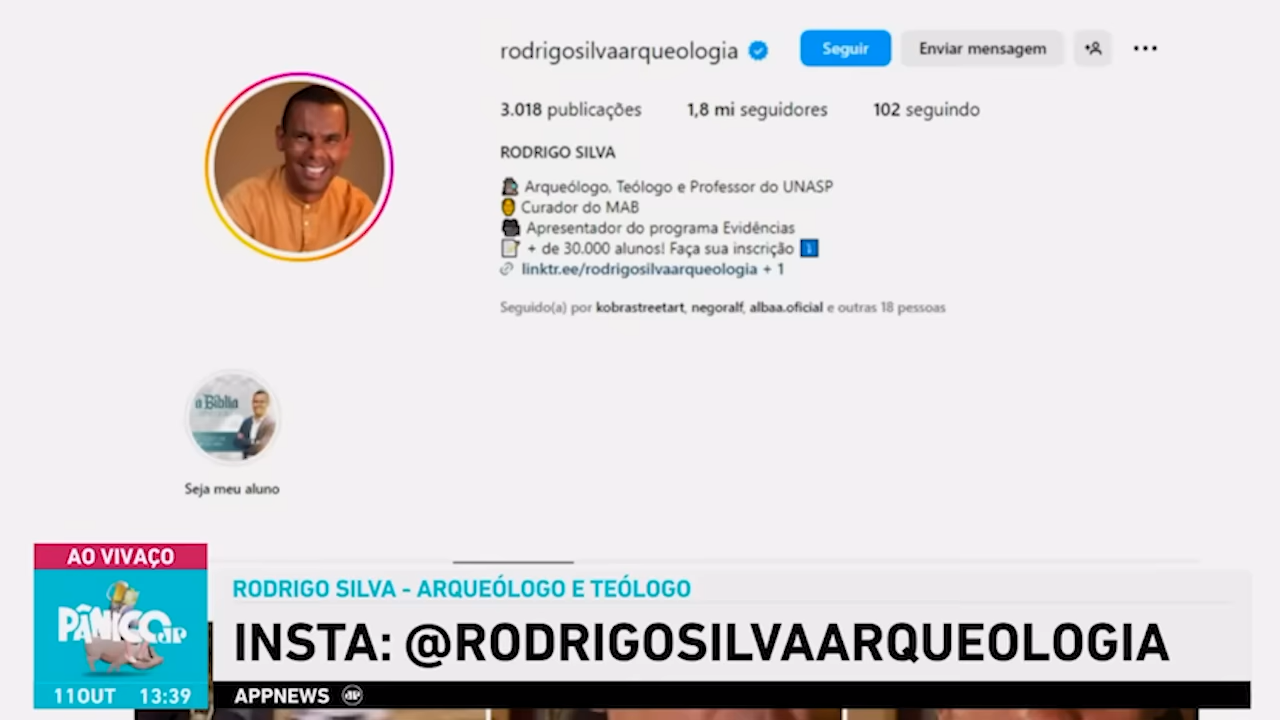 rodrigosilvaarqueologia Seguir Enviar mensagem
3.018 publicações 1,8 mi seguidores 102 seguindo
RODRIGO SILVA
Arqueólogo, Teólogo e Professor do UNASP
Curador do MAB
Apresentador do programa Evidências
+ de 30.000 alunos! Faça sua inscrição
linktr.ee/rodrigosilvaarqueologia + 1
Seguido(a) por kobrastreetart, negoralf, albaa.oficial e outras 18 pessoas
a Bíblia
Seja meu aluno
AO VIVAÇO
RODRIGO SILVA - ARQUEÓLOGO E TEÓLOGO
PÂNICO JP
INSTA: @RODRIGOSILVAARQUEOLOGIA
11OUT 13:39
APPNEWS JP